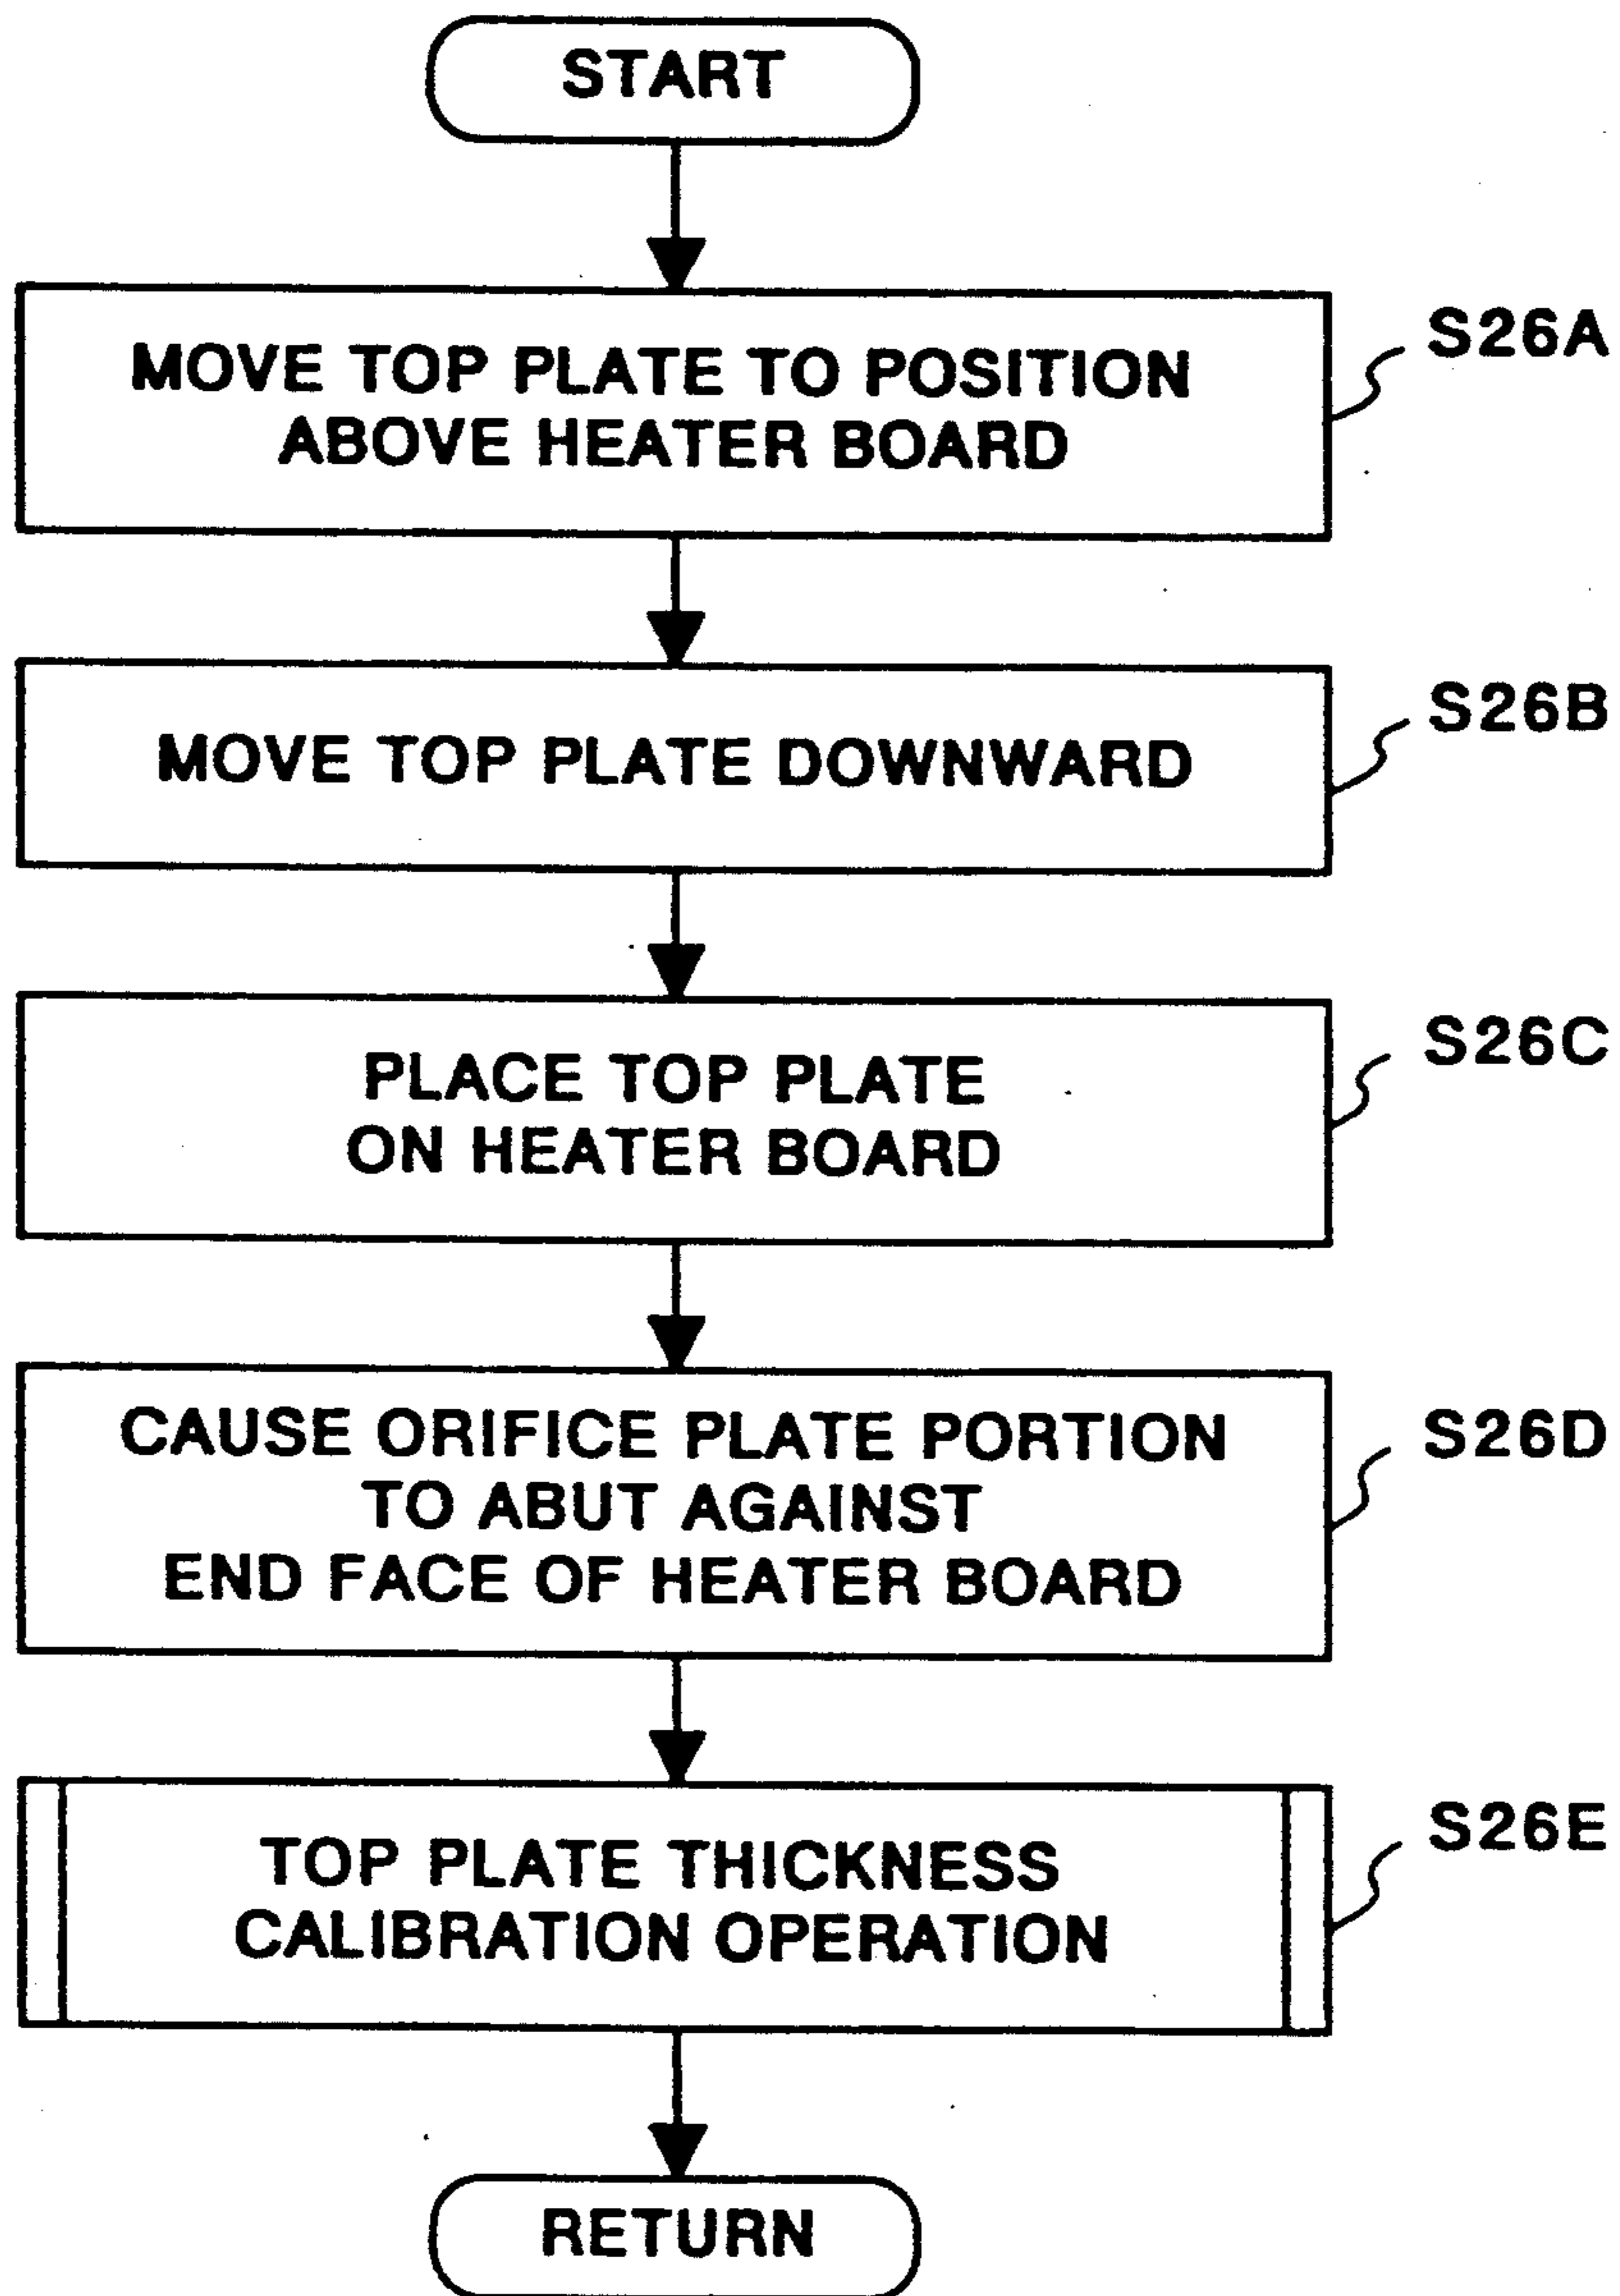 START
MOVE TOP PLATE TO POSITION
ABOVE HEATER BOARD
S26A
MOVE TOP PLATE DOWNWARD
S26B
PLACE TOP PLATE
ON HEATER BOARD
S26C
CAUSE ORIFICE PLATE PORTION
TO ABUT AGAINST
END FACE OF HEATER BOARD
S26D
TOP PLATE THICKNESS
CALIBRATION OPERATION
S26E
RETURN